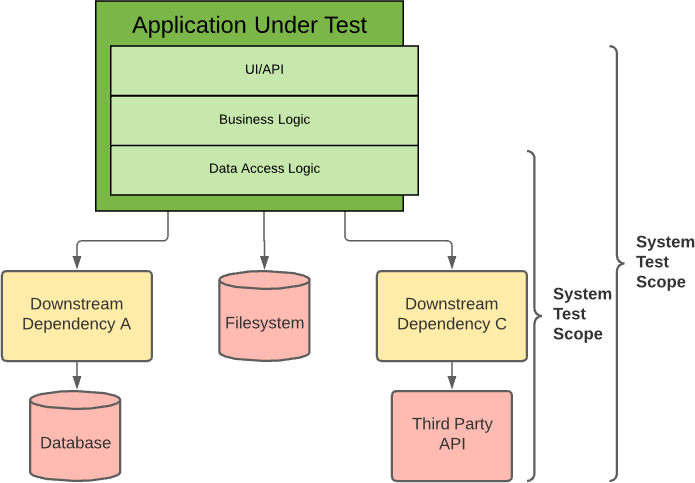 Application Under Test
UI/API
Business Logic
Data Access Logic
Downstream
Dependency A
Filesystem
Downstream
Dependency C
Database
Third Party
API
System
Test
Scope
System
Test
Scope